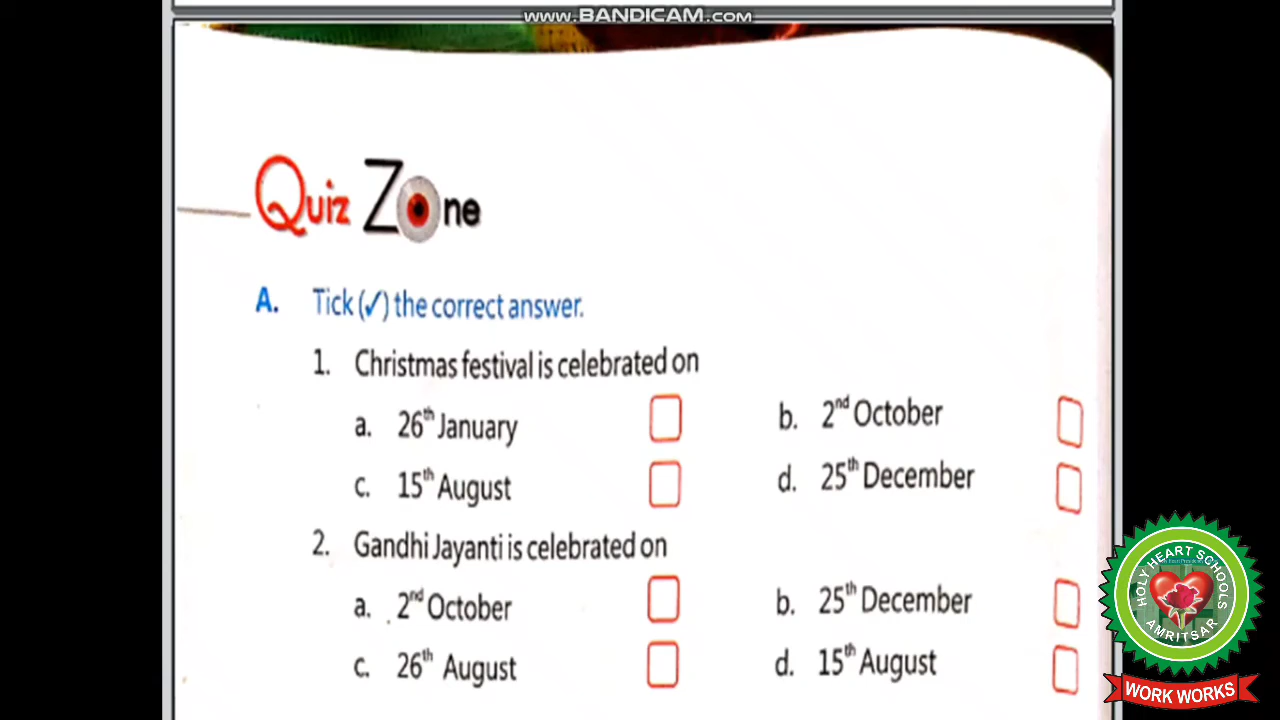 www.BANDICAM.com
Quiz Zone
A. Tick (✓) the correct answer.
1. Christmas festival is celebrated on
a. 26th January b. 2nd October
c. 15th August d. 25th December
2. Gandhi Jayanti is celebrated on
a. 2nd October b. 25th December
c. 26th August d. 15th August
HOLY HEART SCHOOLS
AMRITSAR
WORK WORKS